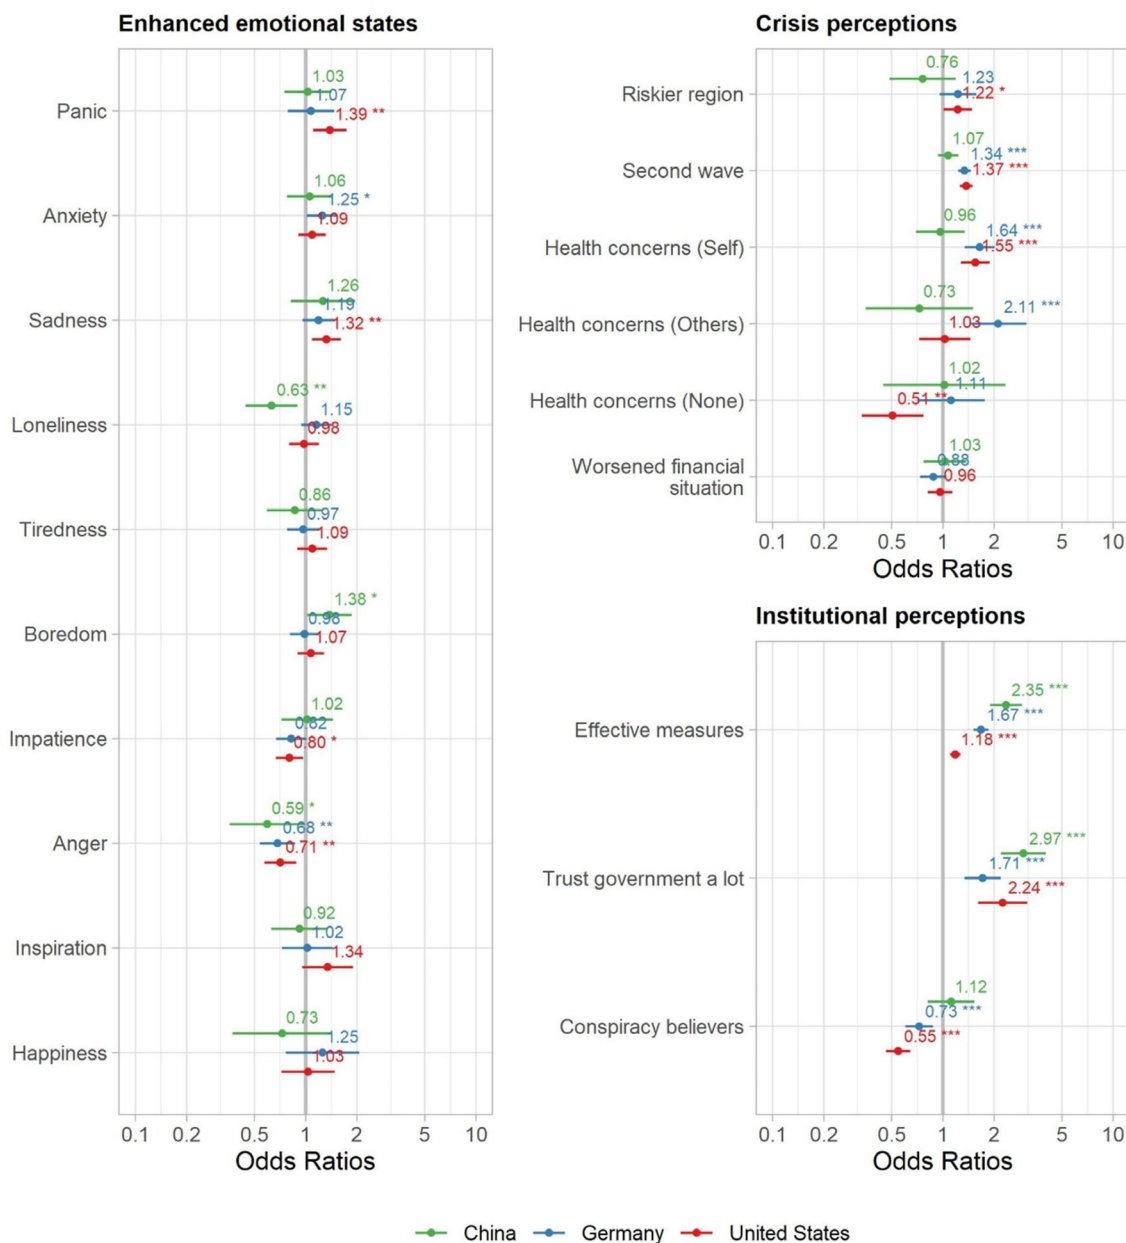 Enhanced emotional states
Panic
1.03
1.07
1.39 **
Anxiety
1.06
1.25 *
1.09
Sadness
1.26
1.19
1.32 **
Loneliness
0.63 **
1.15
0.98
Tiredness
0.86
0.97
1.09
Boredom
1.38 *
0.98
1.07
Impatience
1.02
0.82
0.80 *
Anger
0.59 *
0.68 **
0.71 **
Inspiration
0.92
1.02
1.34
Happiness
0.73
1.25
1.03
0.1 0.2 0.5 1 2 5 10
Odds Ratios
Crisis perceptions
Riskier region
0.76
1.23
1.22 *
Second wave
1.07
1.34 ***
1.37 ***
Health concerns (Self)
0.96
1.64 ***
1.55 ***
Health concerns (Others)
0.73
2.11 ***
1.03
Health concerns (None)
1.02
1.11
0.51 **
Worsened financial
situation
1.03
0.88
0.96
0.1 0.2 0.5 1 2 5 10
Odds Ratios
Institutional perceptions
Effective measures
2.35 ***
1.67 ***
1.18 ***
Trust government a lot
2.97 ***
1.71 ***
2.24 ***
Conspiracy believers
1.12
0.73 ***
0.55 ***
0.1 0.2 0.5 1 2 5 10
Odds Ratios
China Germany United States